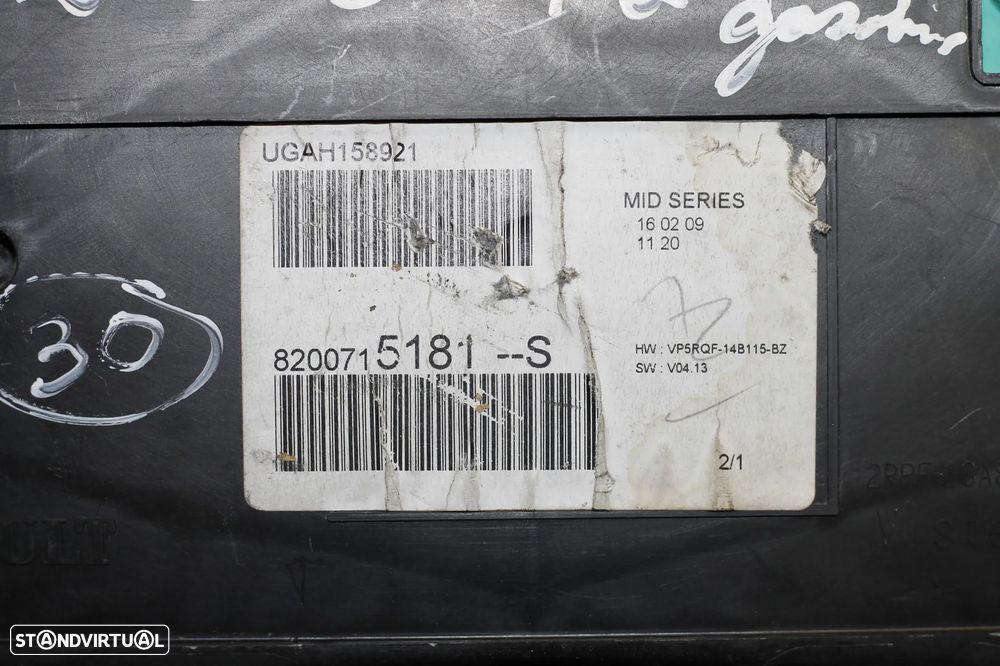 gasolina
UGAH158921
MID SERIES
16 02 09
11 20
30
8200715181 --S
HW : VP5RQF-14B115-BZ
SW : V04.13
2/1
ULT
STANDVIRTUAL